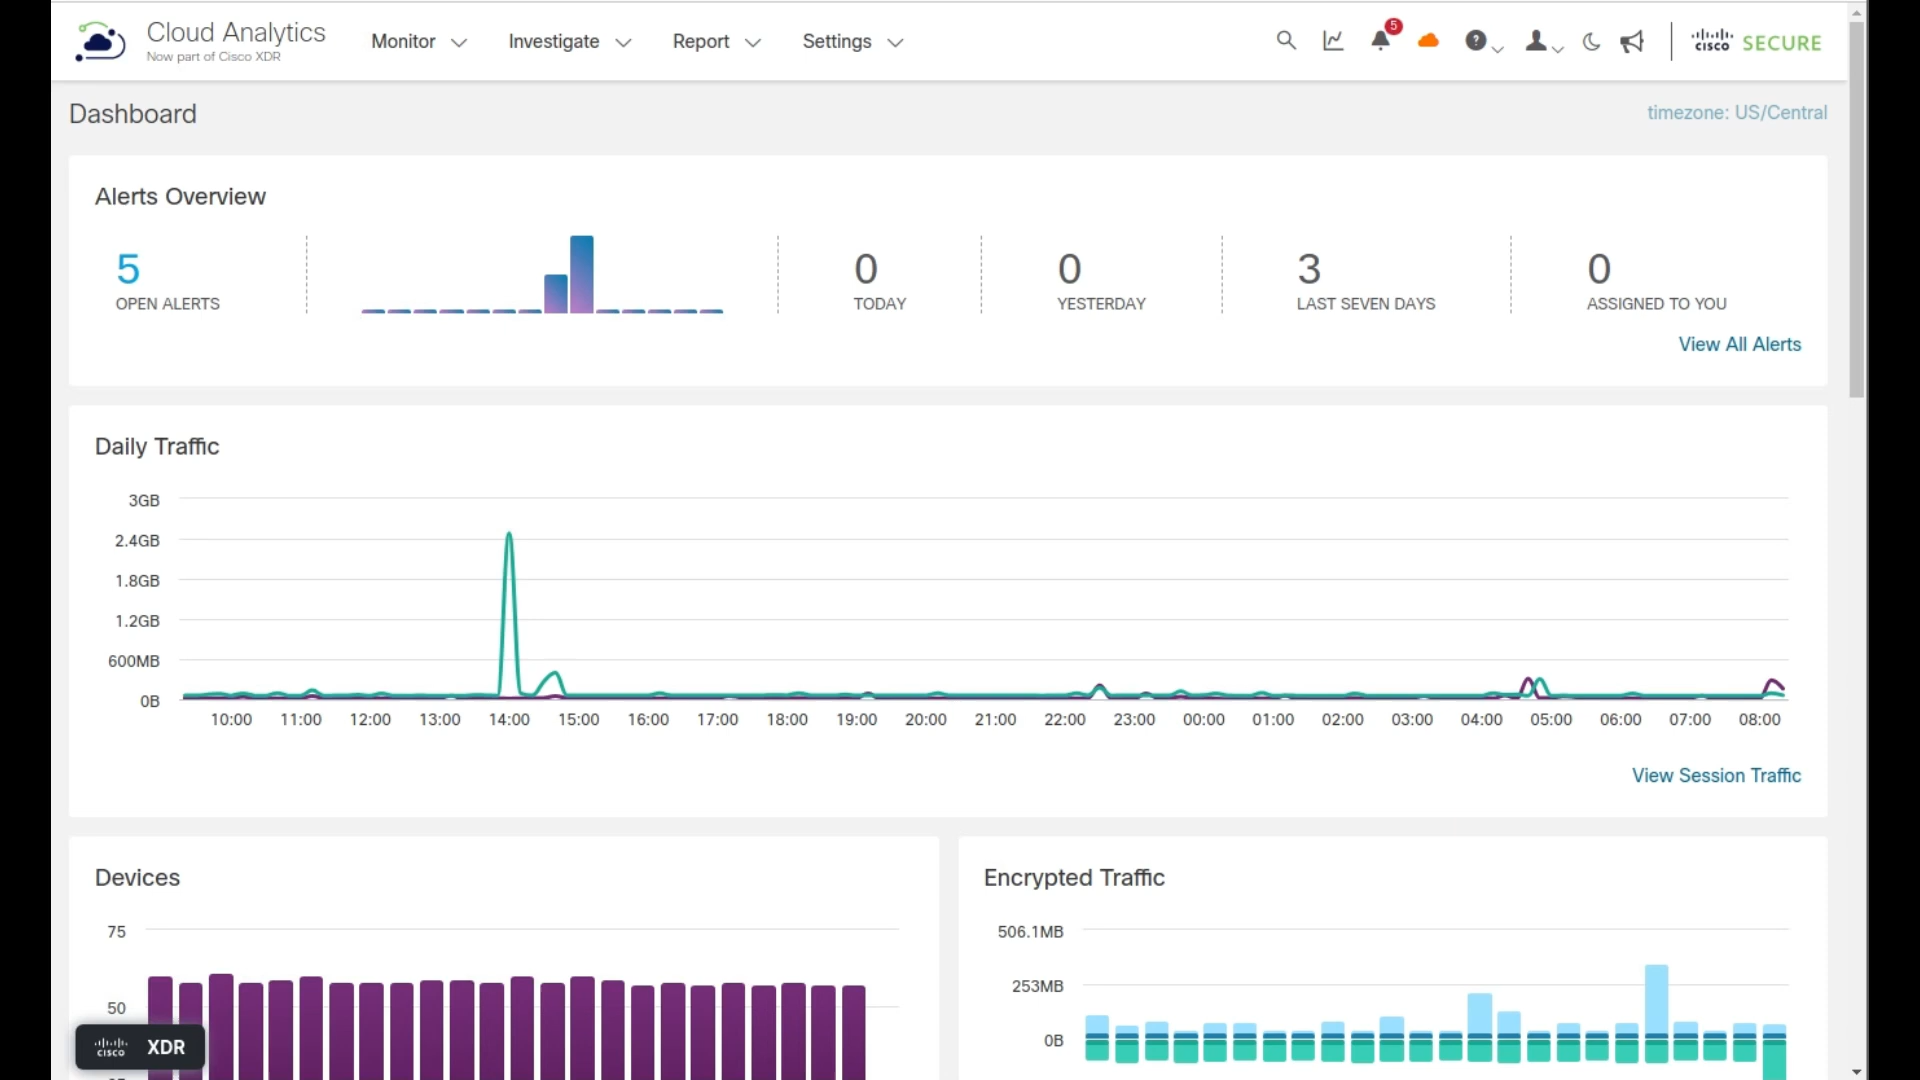 Cloud Analytics
Now part of Cisco XDR
Monitor
Investigate
Report
Settings
5
CISCO SECURE
Dashboard
timezone: US/Central
Alerts Overview
5
OPEN ALERTS
0
TODAY
0
YESTERDAY
3
LAST SEVEN DAYS
0
ASSIGNED TO YOU
View All Alerts
Daily Traffic
3GB
2.4GB
1.8GB
1.2GB
600MB
0B
10:00 11:00 12:00 13:00 14:00 15:00 16:00 17:00 18:00 19:00 20:00 21:00 22:00 23:00 00:00 01:00 02:00 03:00 04:00 05:00 06:00 07:00 08:00
View Session Traffic
Devices
75
50
Encrypted Traffic
506.1MB
253MB
0B
CISCO XDR